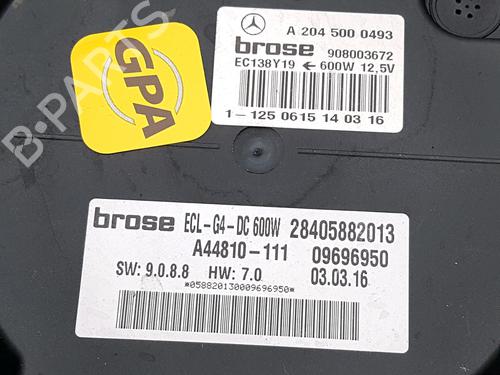 GPA
B-PARTS
A 204 500 0493
brose 908003672
EC138Y19 ← 600W 12,5V
1-125 0615 14 03 16
brose ECL-G4-DC 600W 28405882013
A44810-111 09696950
SW: 9.0.8.8 HW: 7.0 03.03.16
*058820130009696950*